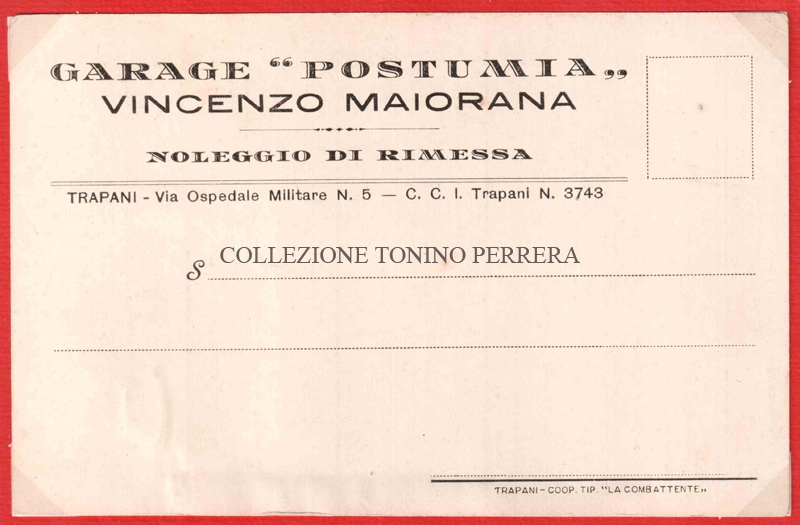 GARAGE “POSTUMIA„
VINCENZO MAIORANA
NOLEGGIO DI RIMESSA
TRAPANI - Via Ospedale Militare N. 5 — C. C. I. Trapani N. 3743
COLLEZIONE TONINO PERRERA
S
TRAPANI - COOP. TIP. "LA COMBATTENTE„